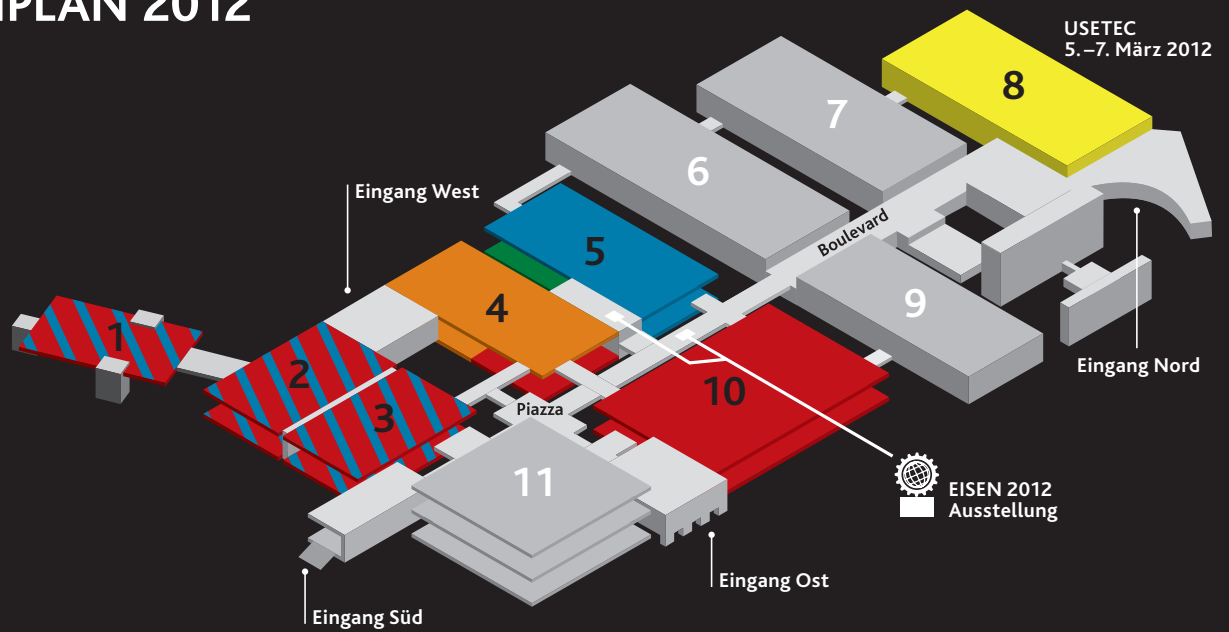 PLAN 2012
USETEC
5.–7. März 2012
8
7
6
Eingang West
5
Boulevard
4
9
1
2
Eingang Nord
10
3
Piazza
11
EISEN 2012
Ausstellung
Eingang Ost
Eingang Süd